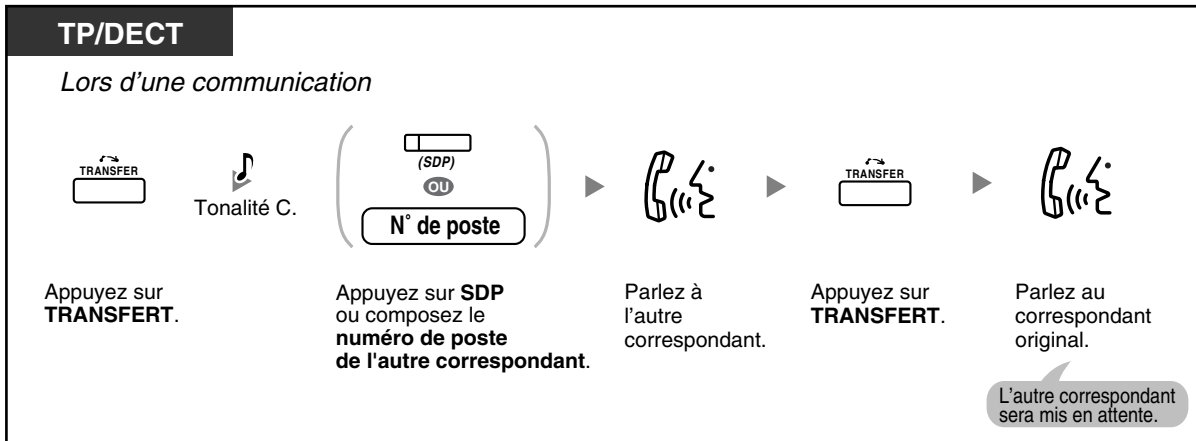 TP/DECT
Lors d'une communication
TRANSFER
Tonalité C.
(SDP)
OU
N° de poste
TRANSFER
Appuyez sur
TRANSFERT.
Appuyez sur SDP
ou composez le
numéro de poste
de l'autre correspondant.
Parlez à
l'autre
correspondant.
Appuyez sur
TRANSFERT.
Parlez au
correspondant
original.
L'autre correspondant
sera mis en attente.